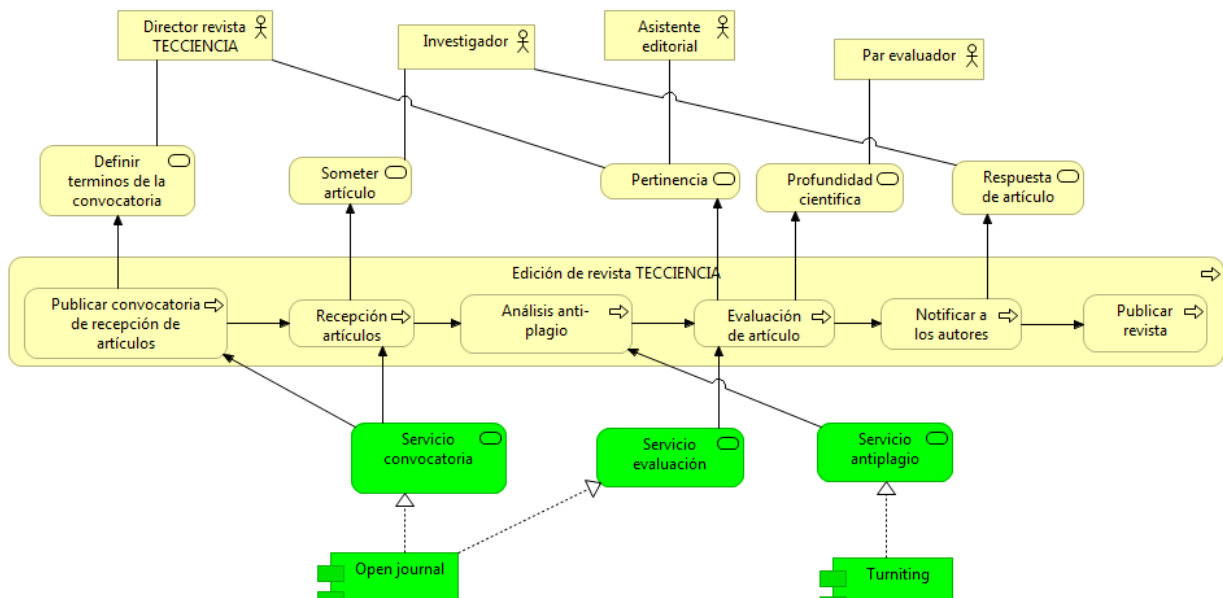 Director revista
TECCIENCIA
Investigador
Asistente
editorial
Par evaluador
Definir
terminos de la
convocatoria
Someter
artículo
Pertinencia
Profundidad
cientifica
Respuesta
de artículo
Edición de revista TECCIENCIA
Publicar convocatoria
de recepción de
artículos
Recepción
artículos
Análisis anti-
plagio
Evaluación
de artículo
Notificar a
los autores
Publicar
revista
Servicio
convocatoria
Servicio
evaluación
Servicio
antiplagio
Open journal
Turniting